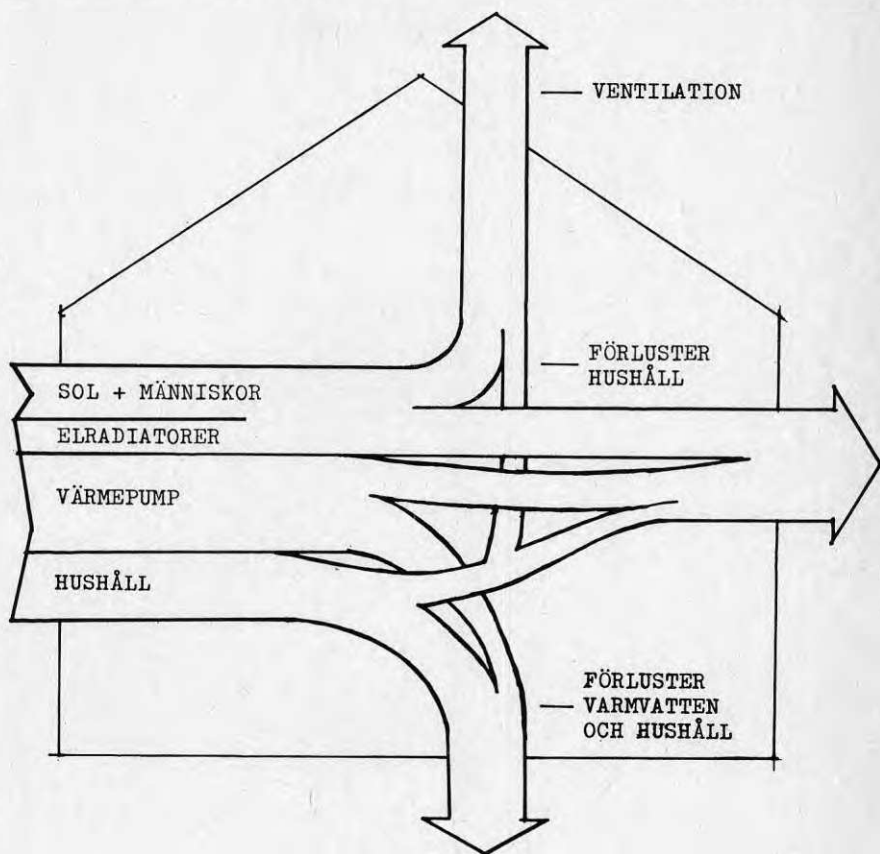 VENTILATION
FÖRLUSTER
HUSHÅLL
SOL + MÄNNISKOR
ELRADIATORER
VÄRMEPUMP
HUSHÅLL
FÖRLUSTER
VARMVATTEN
OCH HUSHÅLL